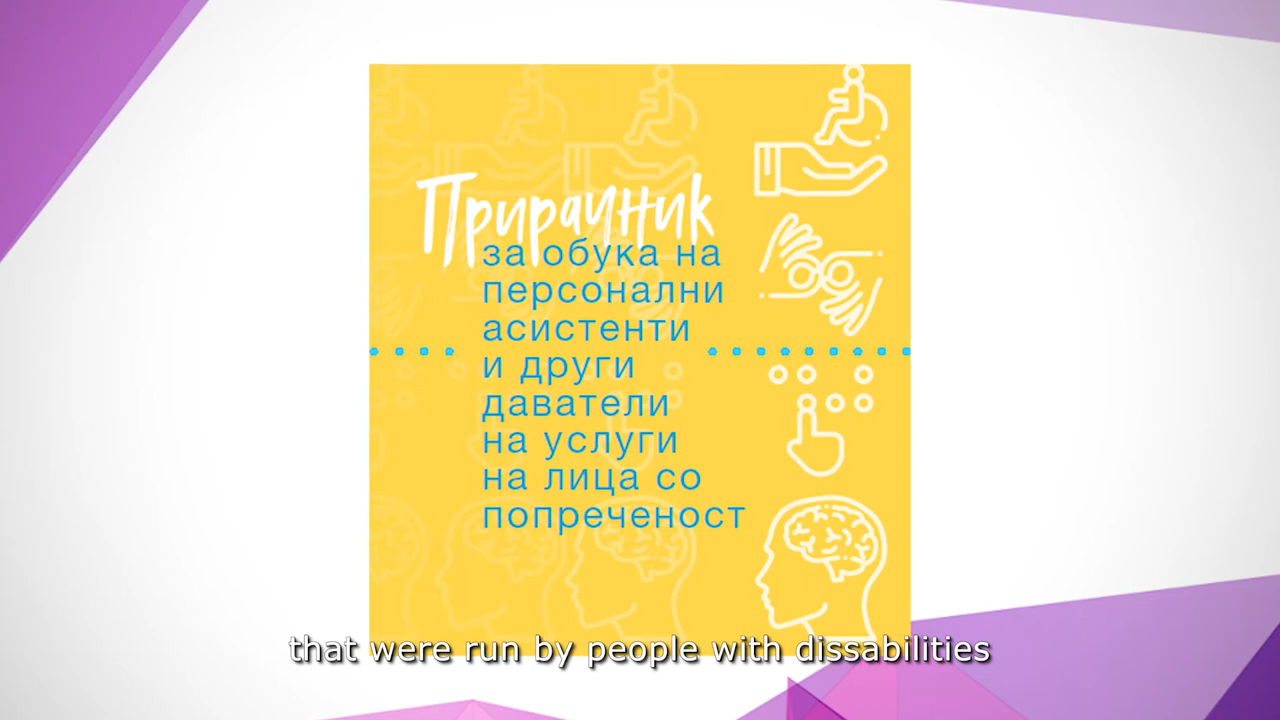 Прирачник
за обука на
персонални
асистенти
и други
даватели
на услуги
на лица со
попреченост
that were run by people with dissabilities